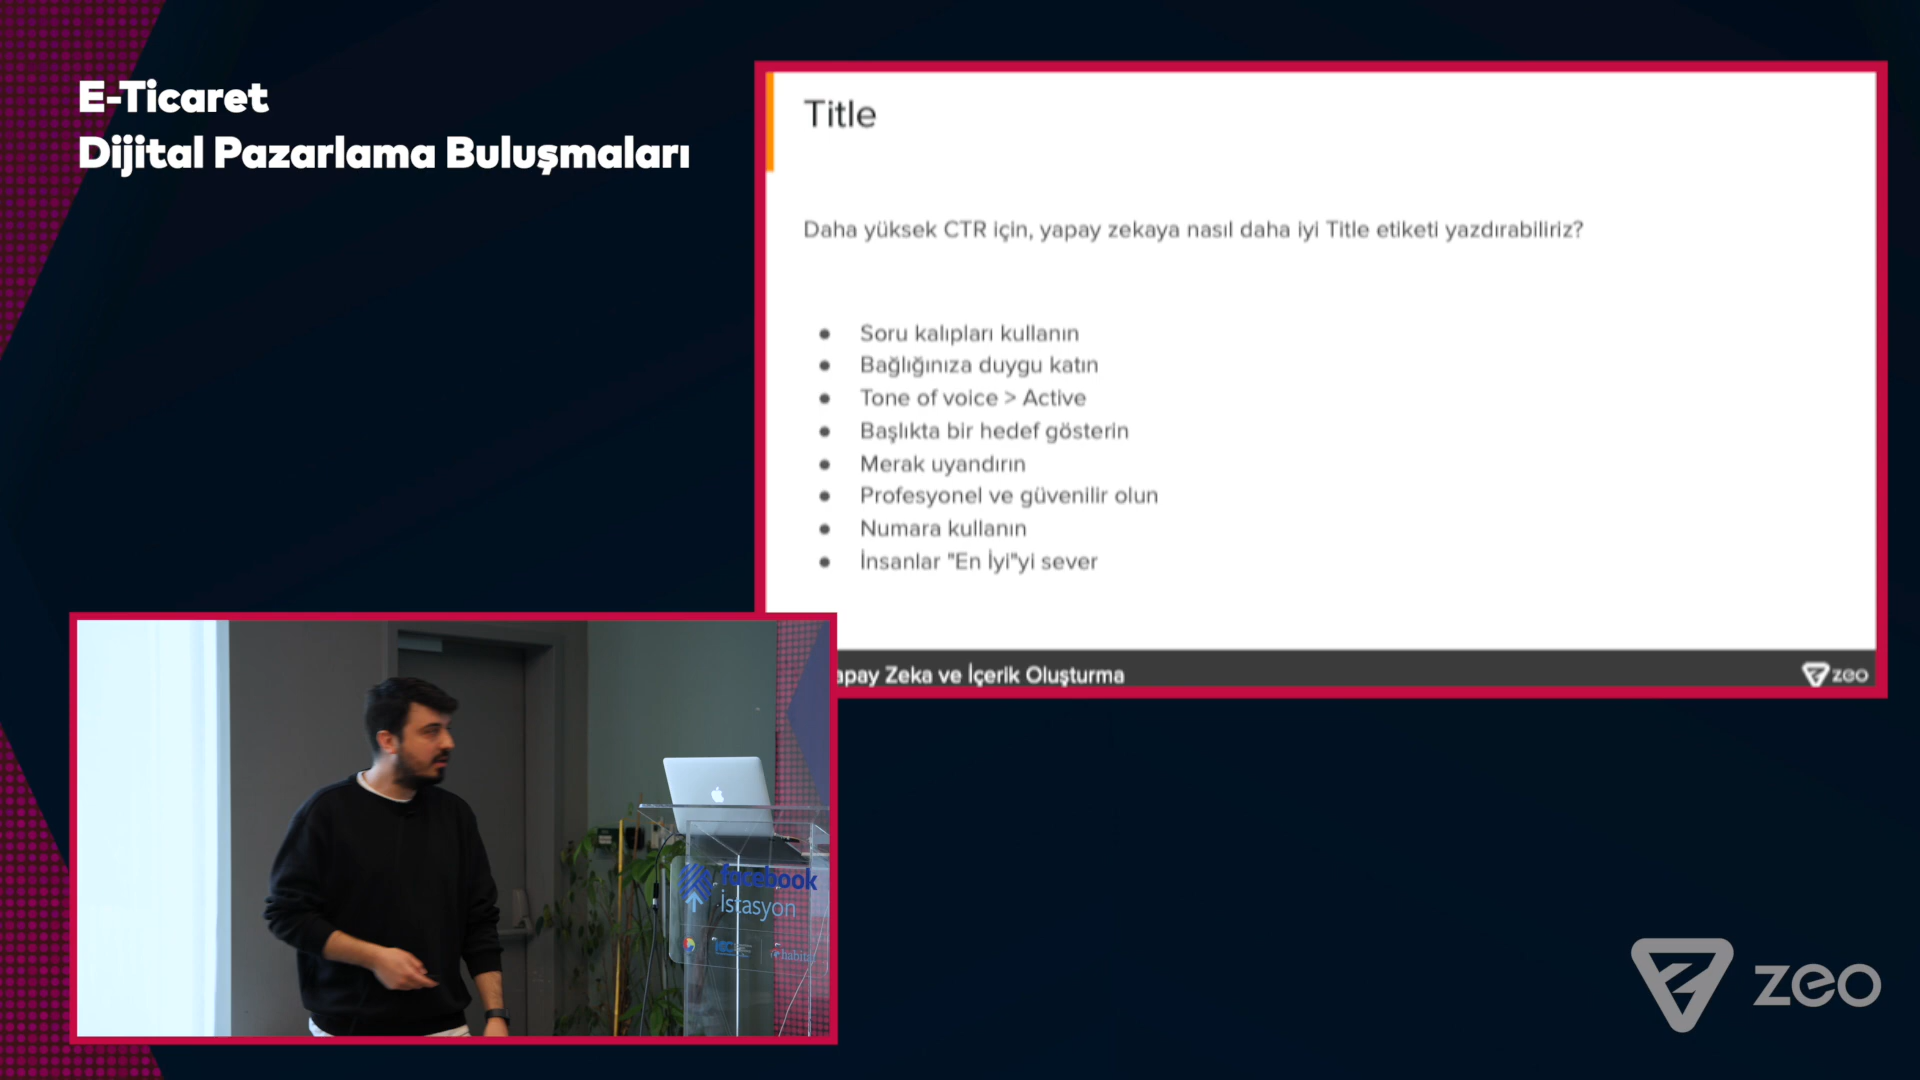 E-Ticaret
Dijital Pazarlama Buluşmaları
Title
Daha yüksek CTR için, yapay zekaya nasıl daha iyi Title etiketi yazdırabiliriz?
● Soru kalıpları kullanın
● Bağlığınıza duygu katın
● Tone of voice > Active
● Başlıkta bir hedef gösterin
● Merak uyandırın
● Profesyonel ve güvenilir olun
● Numara kullanın
● İnsanlar "En İyi"yi sever
apay Zeka ve İçerik Oluşturma
zeo
facebook
İstasyon
habitat
zeo